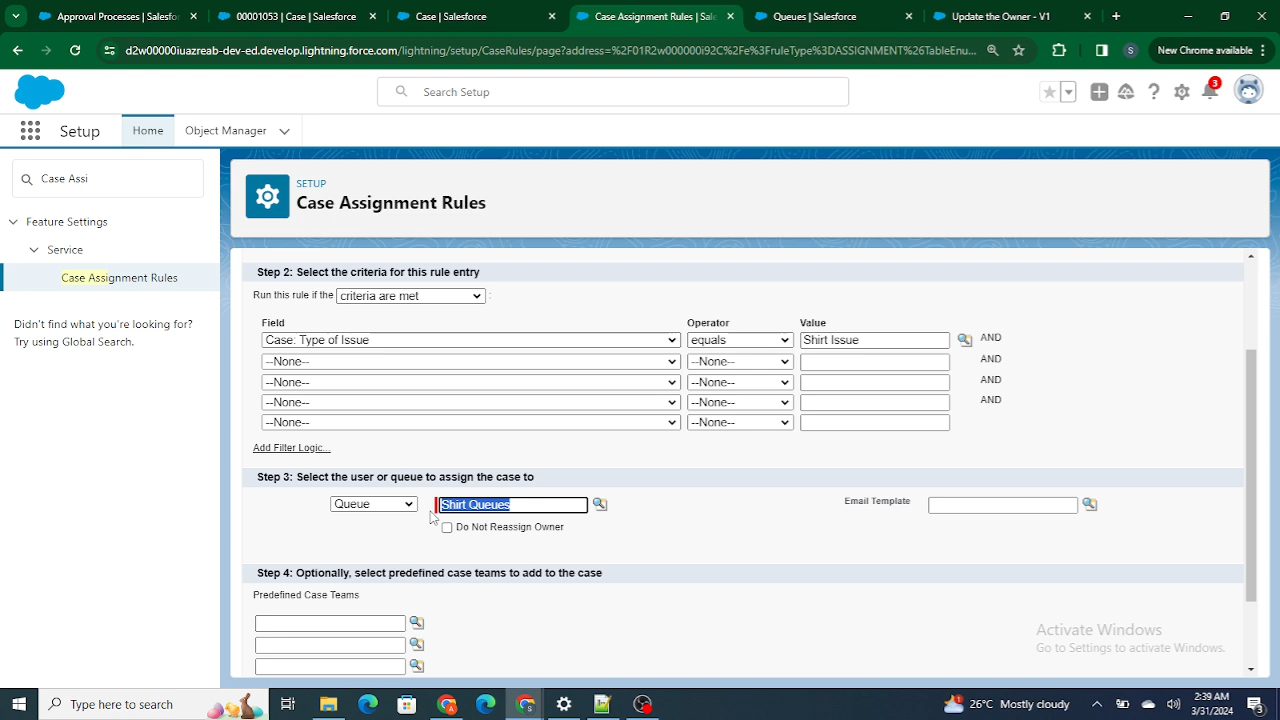 Approval Processes | Salesfo
00001053 | Case | Salesforce
Case | Salesforce
Case Assignment Rules | Sal
Queues | Salesforce
Update the Owner - V1
d2w00000iuazreab-dev-ed.develop.lightning.force.com/lightning/setup/CaseRules/page?address=%2F01R2w000000i92C%2Fe%3FruleType%3DASSIGNMENT%26TableEnu...
S
New Chrome available
Search Setup
3
Setup
Home
Object Manager
Case Assi
Feature Settings
Service
Case Assignment Rules
Didn't find what you're looking for?
Try using Global Search.
SETUP
Case Assignment Rules
Step 2: Select the criteria for this rule entry
Run this rule if the criteria are met :
Field Operator Value
Case: Type of Issue equals Shirt Issue AND
--None-- --None-- AND
--None-- --None-- AND
--None-- --None-- AND
--None-- --None--
Add Filter Logic...
Step 3: Select the user or queue to assign the case to
Queue Shirt Queues Email Template
Do Not Reassign Owner
Step 4: Optionally, select predefined case teams to add to the case
Predefined Case Teams
Activate Windows
Go to Settings to activate Windows.
Type here to search
26°C Mostly cloudy
2:39 AM
3/31/2024
3